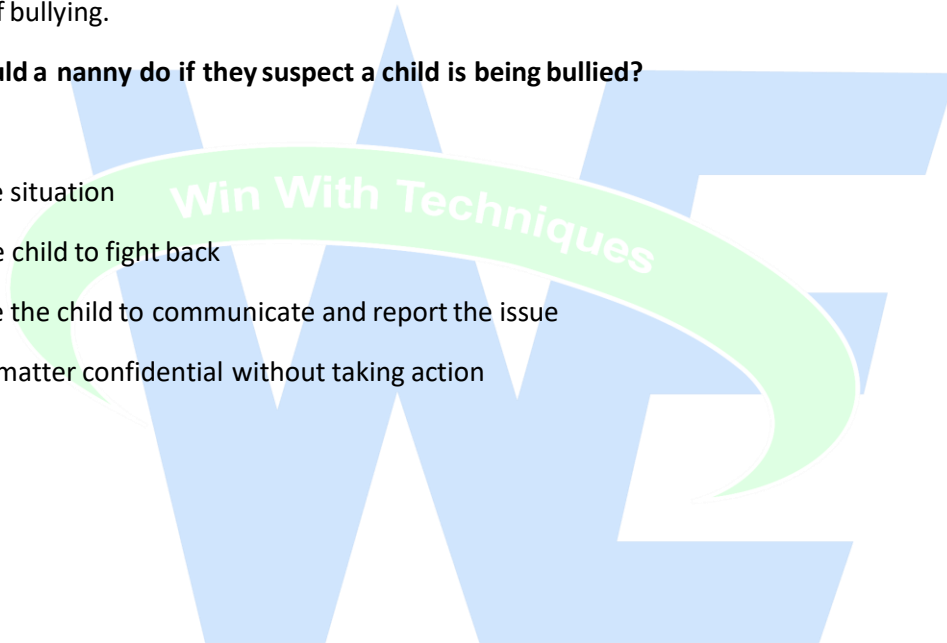 f bullying.
uld a nanny do if they suspect a child is being bullied?
e situation
Win With Techniques
e child to fight back
e the child to communicate and report the issue
matter confidential without taking action
WE